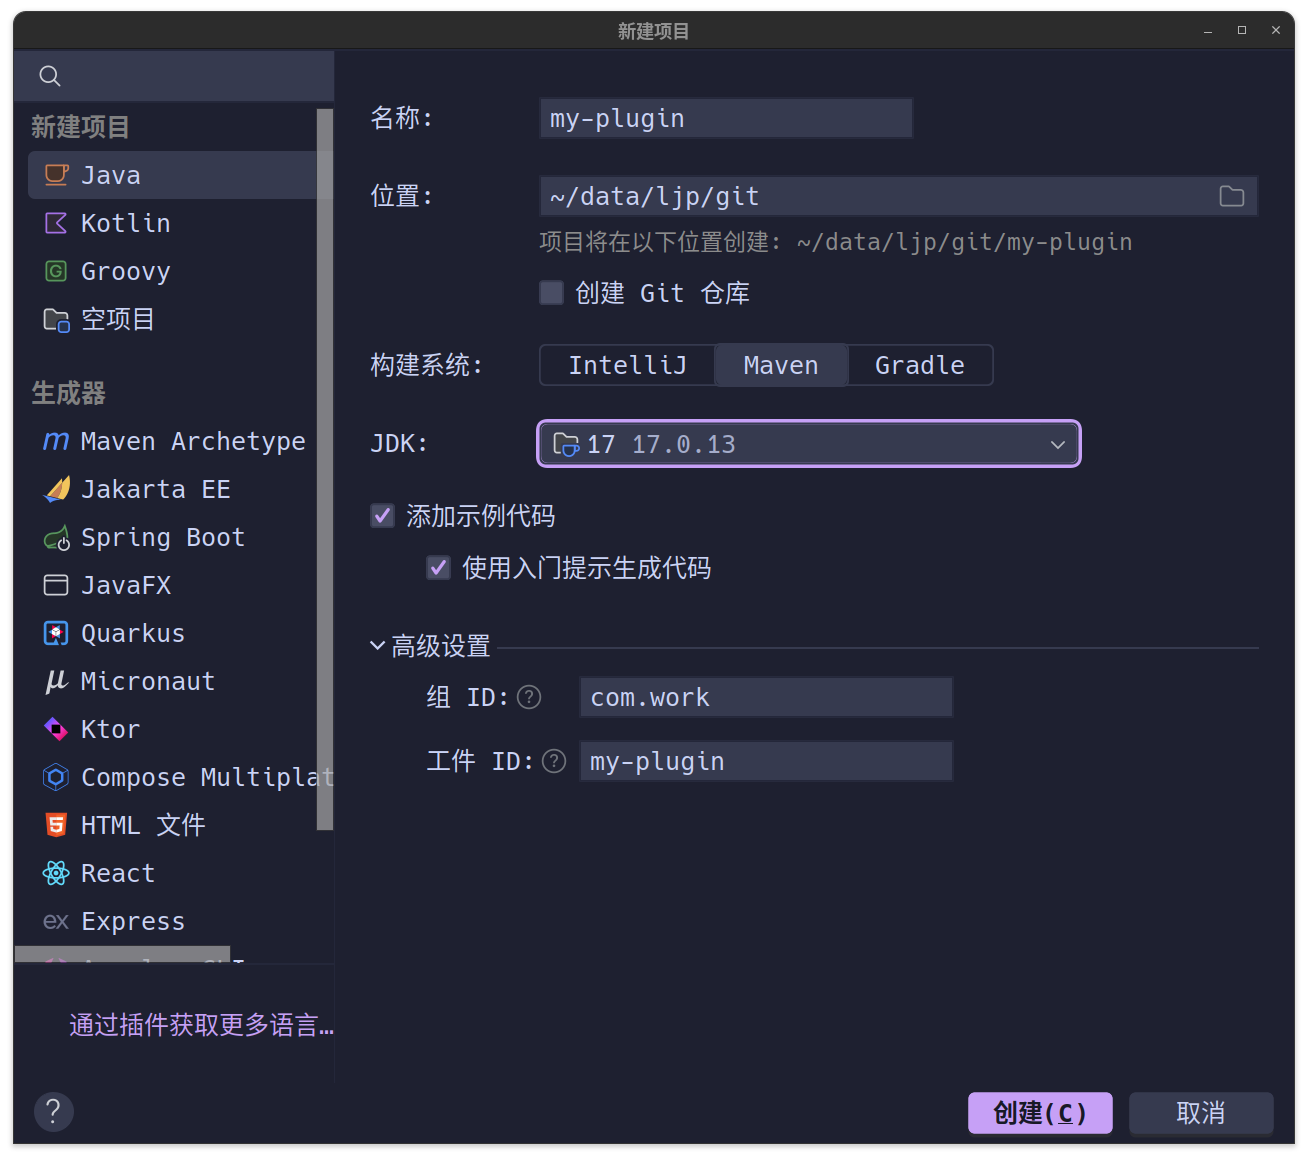 新建项目
新建项目
Java
Kotlin
Groovy
空项目
生成器
Maven Archetype
Jakarta EE
Spring Boot
JavaFX
Quarkus
Micronaut
Ktor
Compose Multiplat
HTML 文件
React
Express
通过插件获取更多语言…
名称:
my-plugin
位置:
~/data/ljp/git
项目将在以下位置创建: ~/data/ljp/git/my-plugin
创建 Git 仓库
构建系统:
IntelliJ
Maven
Gradle
JDK:
17 17.0.13
添加示例代码
使用入门提示生成代码
高级设置
组 ID:
com.work
工件 ID:
my-plugin
创建(C)
取消